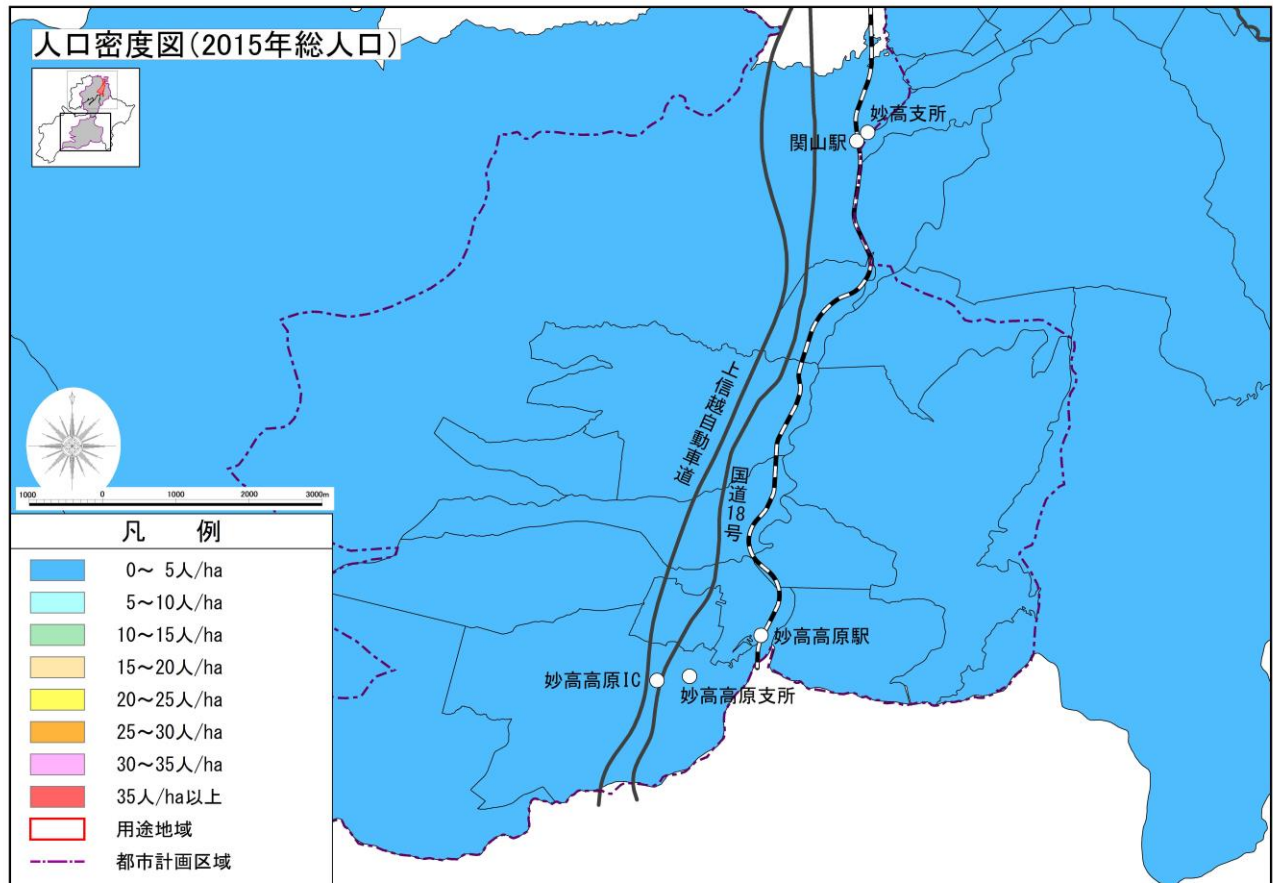 人口密度図(2015年総人口)
妙高支所
関山駅
上信越自動車道
国道18号
1000 0 1000 2000 3000m
凡 例
0～ 5人/ha
5～10人/ha
10～15人/ha
15～20人/ha
20～25人/ha
25～30人/ha
30～35人/ha
35人/ha以上
用途地域
都市計画区域
妙高高原駅
妙高高原IC
妙高高原支所